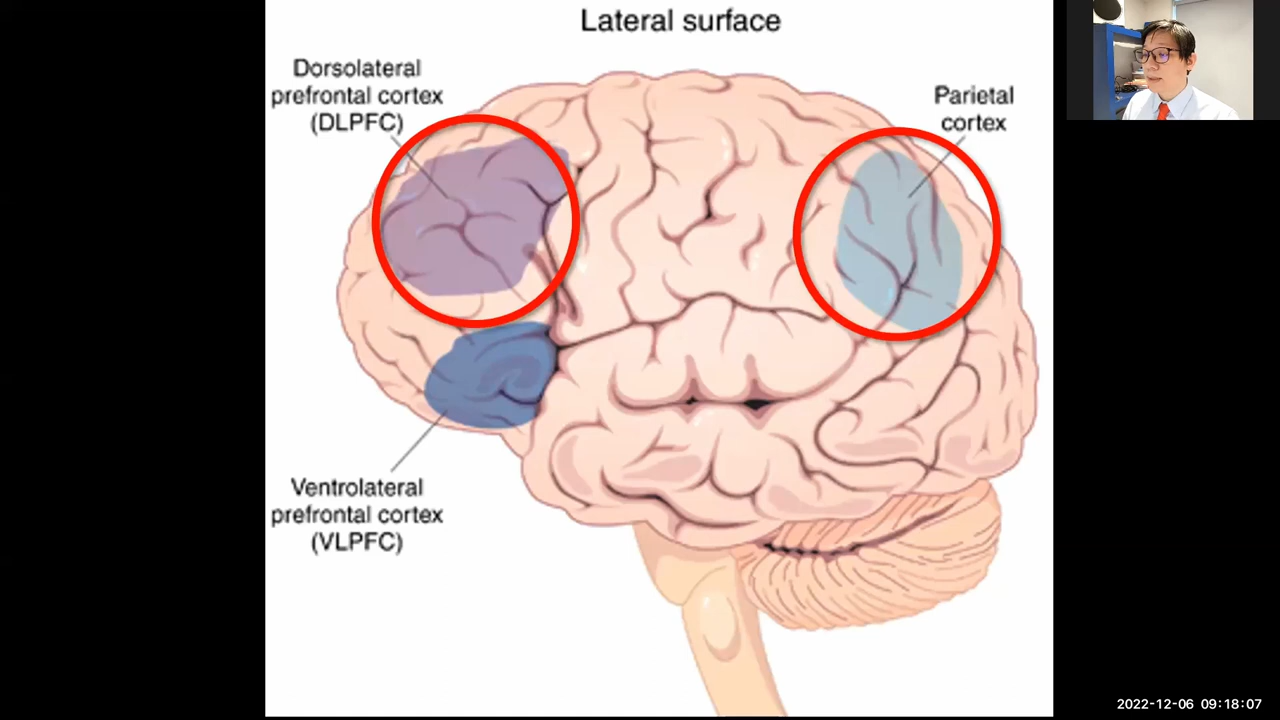 Lateral surface
Dorsolateral
prefrontal cortex
(DLPFC)
Parietal
cortex
Ventrolateral
prefrontal cortex
(VLPFC)
2022-12-06 09:18:07